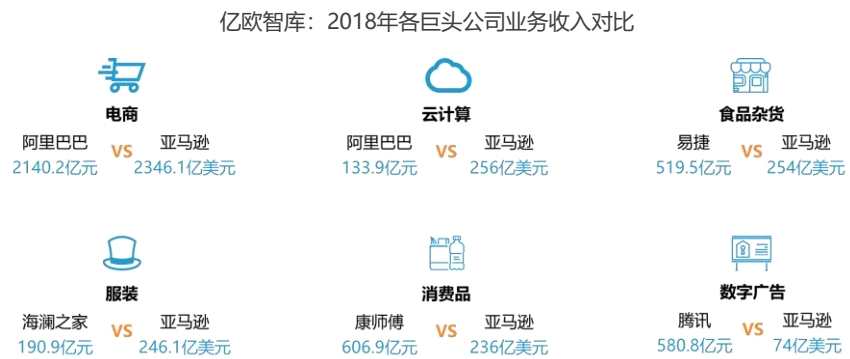 亿欧智库：2018年各巨头公司业务收入对比
电商
阿里巴巴 VS 亚马逊
2140.2亿元 2346.1亿美元
云计算
阿里巴巴 VS 亚马逊
133.9亿元 256亿美元
食品杂货
易捷 VS 亚马逊
519.5亿元 254亿美元
服装
海澜之家 VS 亚马逊
190.9亿元 246.1亿美元
消费品
康师傅 VS 亚马逊
606.9亿元 236亿美元
数字广告
腾讯 VS 亚马逊
580.8亿元 74亿美元